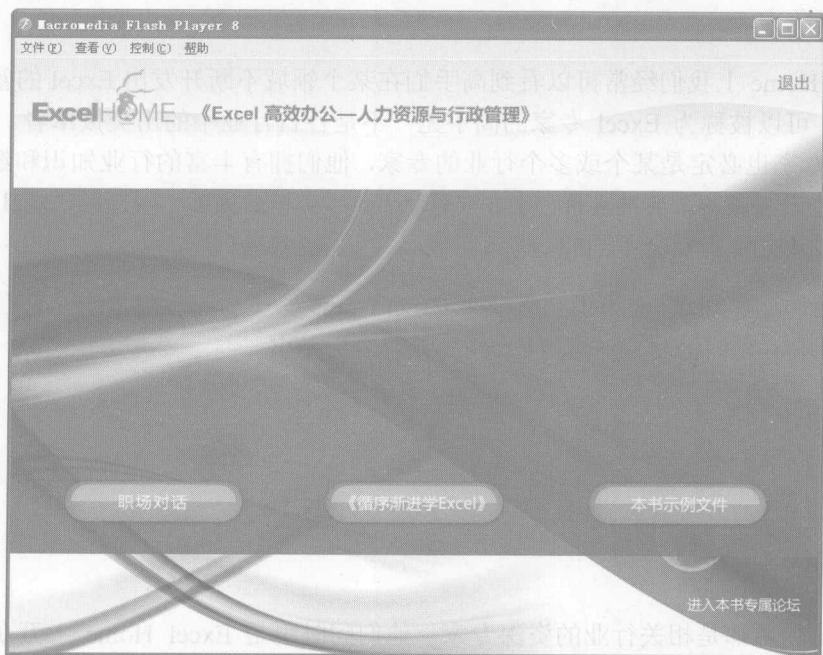 Macromedia Flash Player 8
文件(F) 查看(V) 控制(C) 帮助
退出
ExcelHOME 《Excel 高效办公—人力资源与行政管理》
职场对话 《循序渐进学Excel》 本书示例文件
进入本书专属论坛